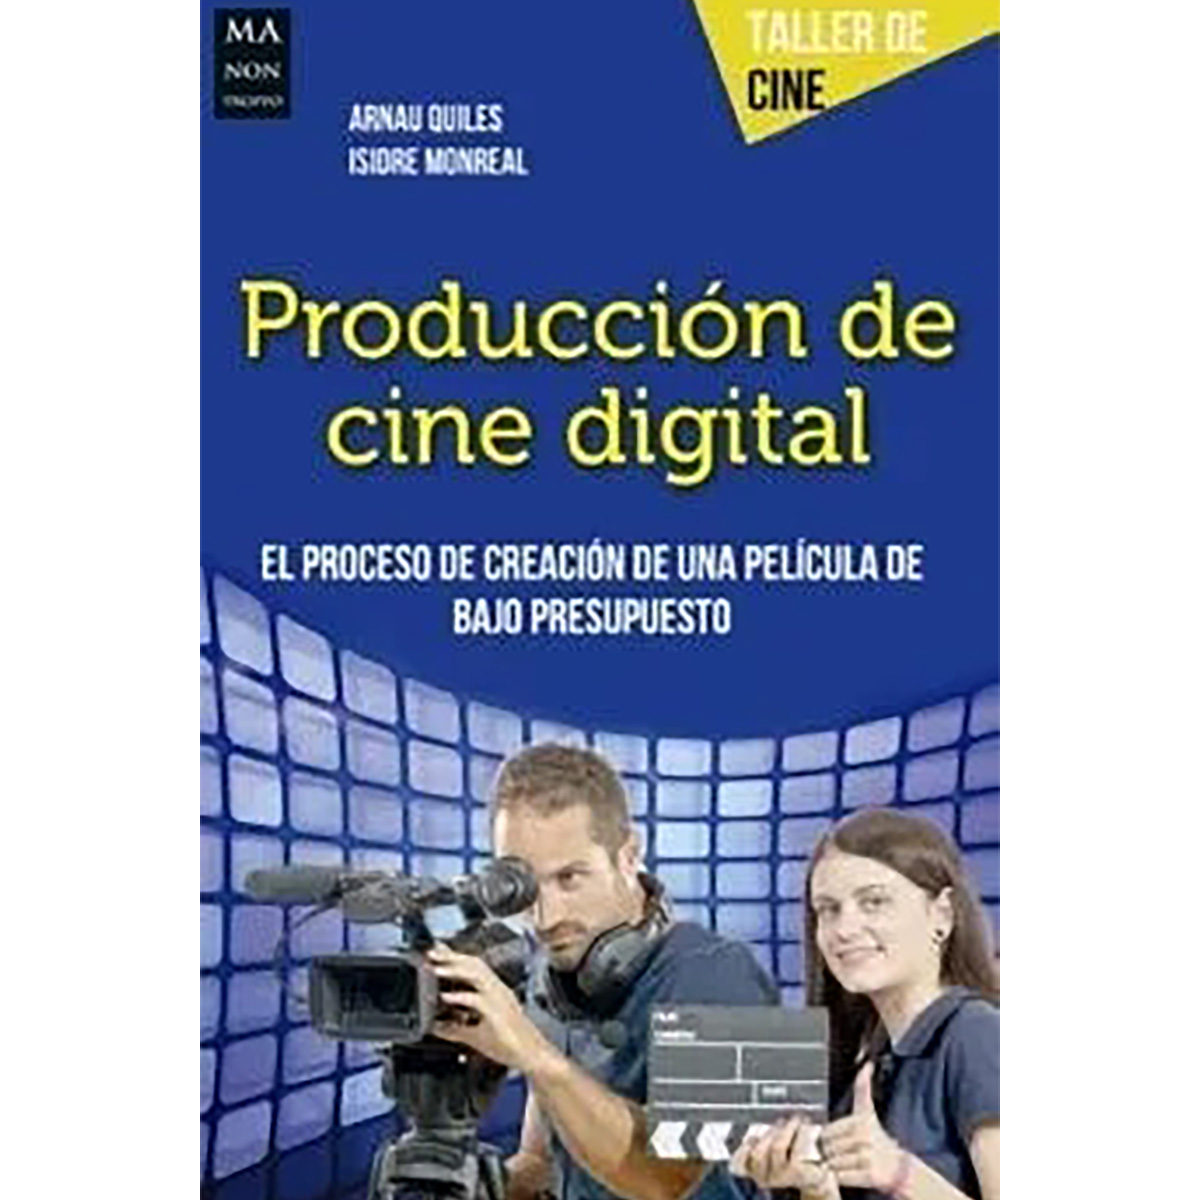 MA
NON
TROPPO
TALLER DE
CINE
ARNAU QUILES
ISIDRE MONREAL
Producción de
cine digital
EL PROCESO DE CREACIÓN DE UNA PELÍCULA DE
BAJO PRESUPUESTO